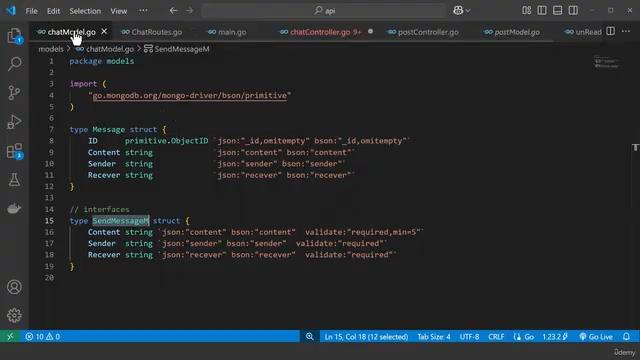 File Edit Selection ··· api
chatModel.go ChatRoutes.go main.go chatController.go 9+ postController.go postModel.go unRead
models > chatModel.go > SendMessageM
1 package models
2
3 import (
4 "go.mongodb.org/mongo-driver/bson/primitive"
5 )
6
7 type Message struct {
8 ID primitive.ObjectID `json:"_id,omitempty" bson:"_id,omitempty"`
9 Content string `json:"content" bson:"content"`
10 Sender string `json:"sender" bson:"sender"`
11 Recever string `json:"recever" bson:"recever"`
12 }
13
14 // interfaces
15 type SendMessageM struct {
16 Content string `json:"content" bson:"content" validate:"required,min=5"`
17 Sender string `json:"sender" bson:"sender" validate:"required"`
18 Recever string `json:"recever" bson:"recever" validate:"required"`
19 }
20
10 0 Ln 15, Col 18 (12 selected) Tab Size: 4 UTF-8 CRLF Go 1.23.2
Udemy